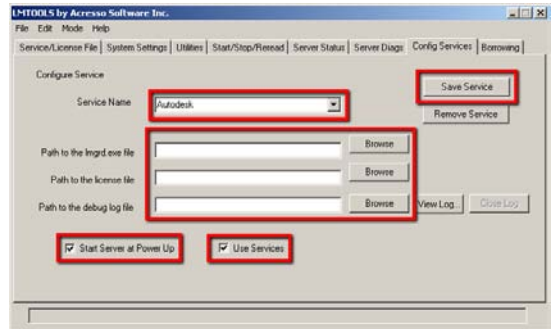 LMTOOLS by Acresso Software Inc.
File Edit Mode Help
Service/License File System Settings Utilities Start/Stop/Reread Server Status Server Diags Config Services Borrowing
Configure Service
Save Service
Service Name Autodesk
Remove Service
Path to the lmgrd.exe file Browse
Path to the license file Browse
Path to the debug log file Browse View Log... Close Log
Start Server at Power Up Use Services